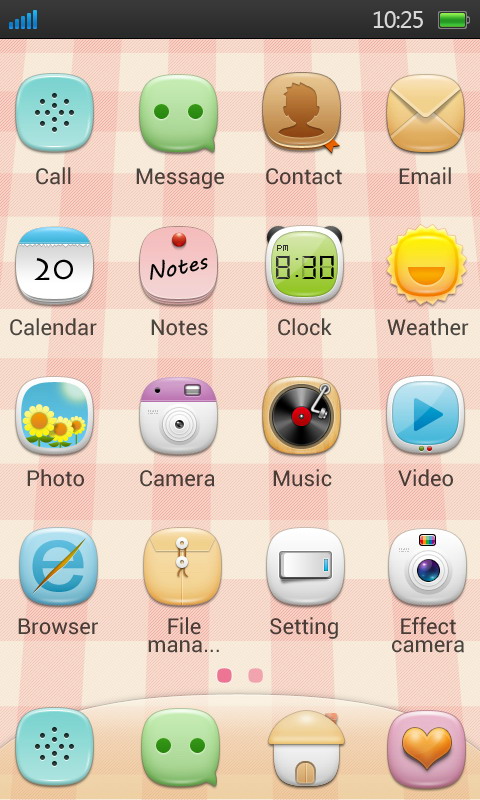 10:25
Call Message Contact Email
20 Notes PM 8:30
Calendar Notes Clock Weather
Photo Camera Music Video
Browser File mana... Setting Effect camera